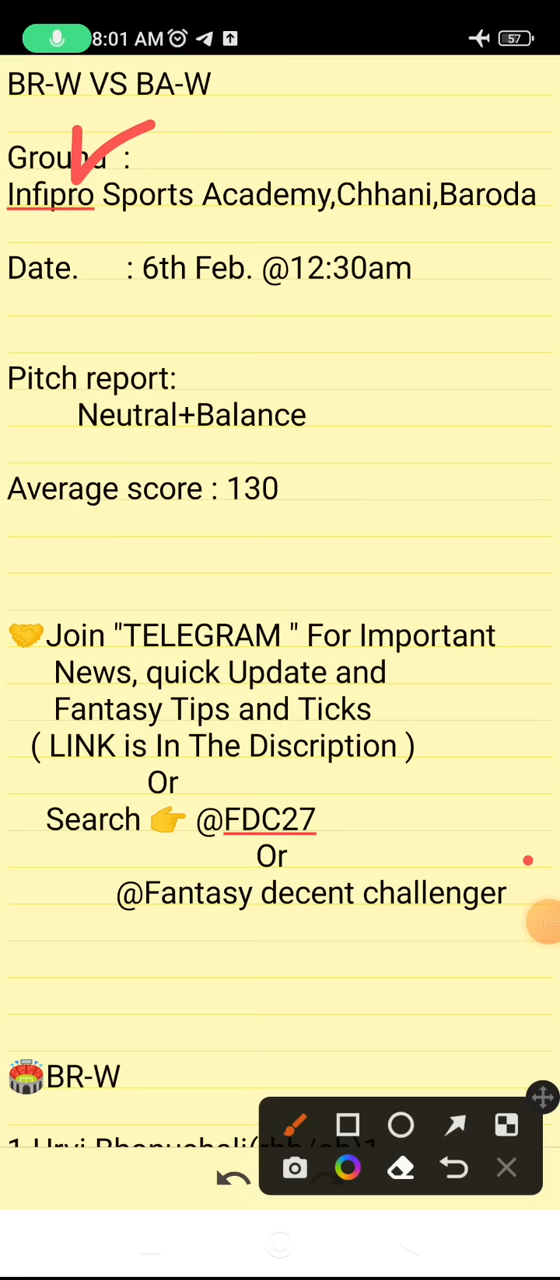 8:01 AM
57
BR-W VS BA-W
Ground :
Infipro Sports Academy,Chhani,Baroda
Date. : 6th Feb. @12:30am
Pitch report:
Neutral+Balance
Average score : 130
🤝Join "TELEGRAM " For Important
News, quick Update and
Fantasy Tips and Ticks
( LINK is In The Discription )
Or
Search 👉 @FDC27
Or
@Fantasy decent challenger
🏟️BR-W